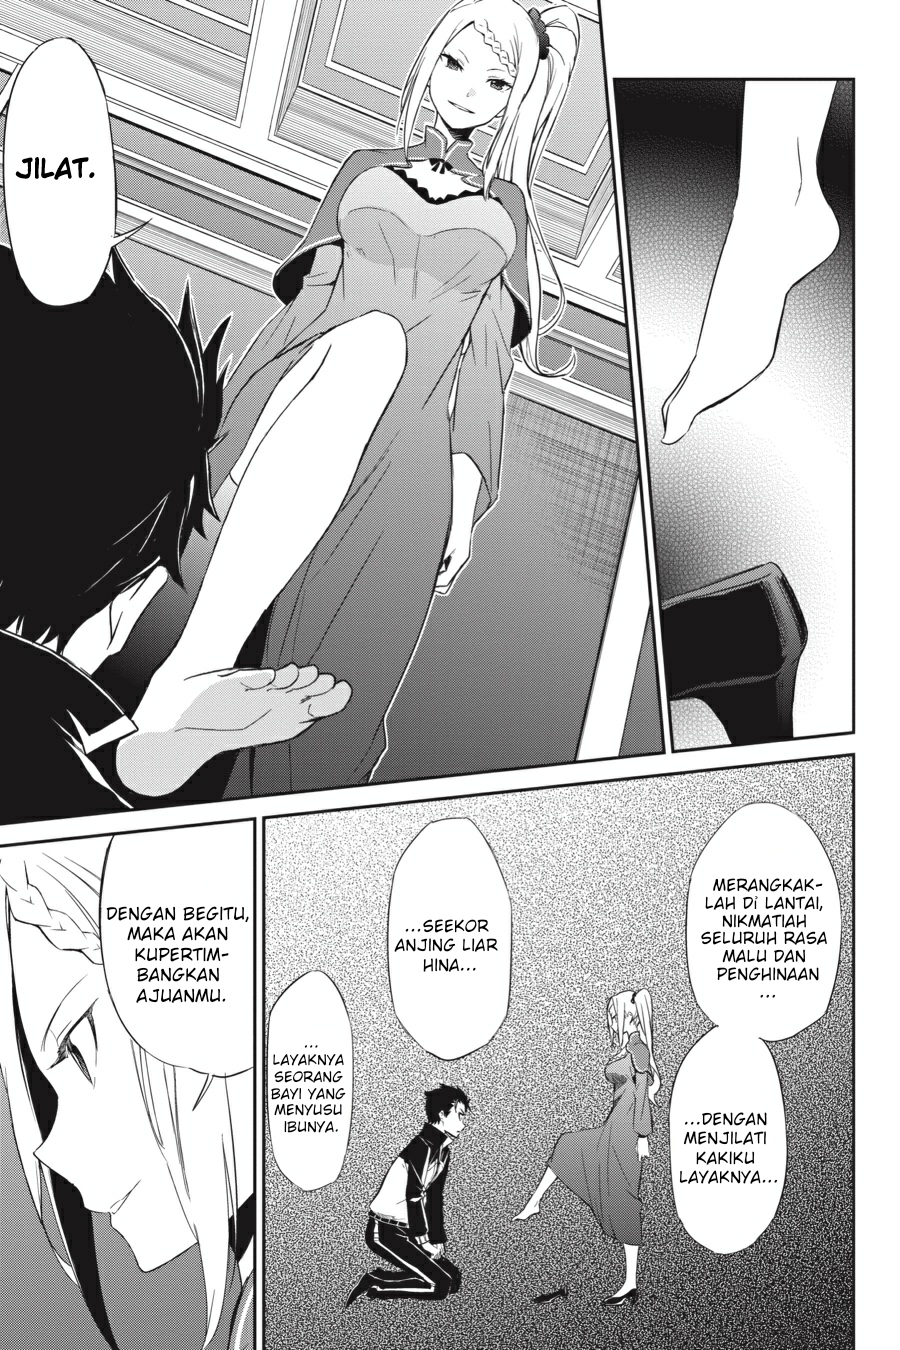 JILAT.
MERANGKAK-
LAH Di LANTAI,
NIKMATIAH
SELURUH RASA
MALU DAN
PENGHINAAN
...
...DENGAN
MENJILATI
KAKIKU
LAYAKNYA...
...SEEKOR
ANJING LIAR
HINA...
...
LAYAKNYA
SEORANG
BAYI YANG
MENYUSU
IBUNYA.
DENGAN BEGITU,
MAKA AKAN
KUPERTIM-
BANGKAN
AJUANMU.